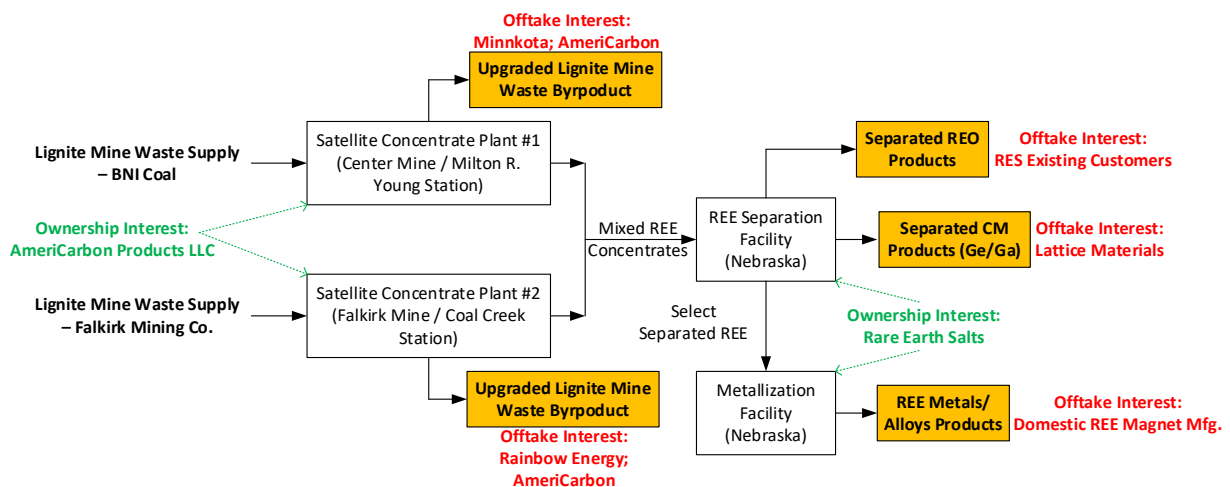 Offtake Interest:
Minnkota; AmeriCarbon
Upgraded Lignite Mine
Waste Byrpoduct
Lignite Mine Waste Supply
– BNI Coal
Satellite Concentrate Plant #1
(Center Mine / Milton R.
Young Station)
Ownership Interest:
AmeriCarbon Products LLC
Lignite Mine Waste Supply
– Falkirk Mining Co.
Satellite Concentrate Plant #2
(Falkirk Mine / Coal Creek
Station)
Upgraded Lignite Mine
Waste Byrpoduct
Offtake Interest:
Rainbow Energy;
AmeriCarbon
Mixed REE
Concentrates
REE Separation
Facility
(Nebraska)
Separated REO
Products
Offtake Interest:
RES Existing Customers
Separated CM
Products (Ge/Ga)
Offtake Interest:
Lattice Materials
Select
Separated REE
Ownership Interest:
Rare Earth Salts
Metallization
Facility
(Nebraska)
REE Metals/
Alloys Products
Offtake Interest:
Domestic REE Magnet Mfg.